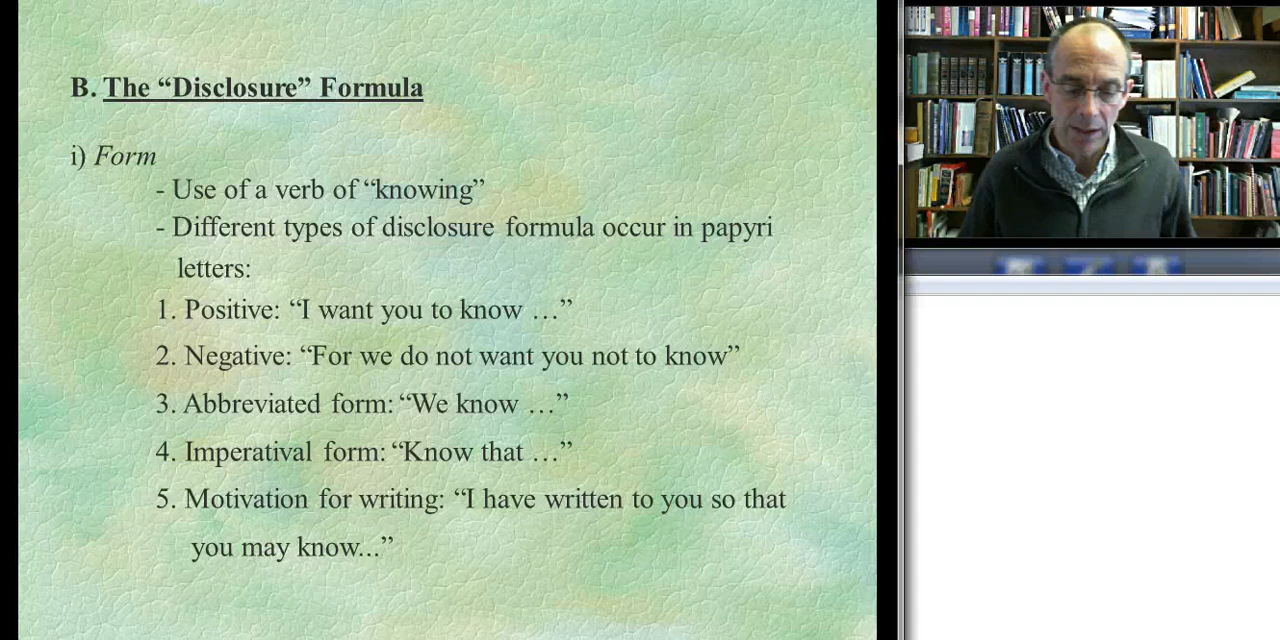 B. The “Disclosure” Formula
i) Form
- Use of a verb of “knowing”
- Different types of disclosure formula occur in papyri
letters:
1. Positive: “I want you to know …”
2. Negative: “For we do not want you not to know”
3. Abbreviated form: “We know …”
4. Imperatival form: “Know that …”
5. Motivation for writing: “I have written to you so that
you may know...”